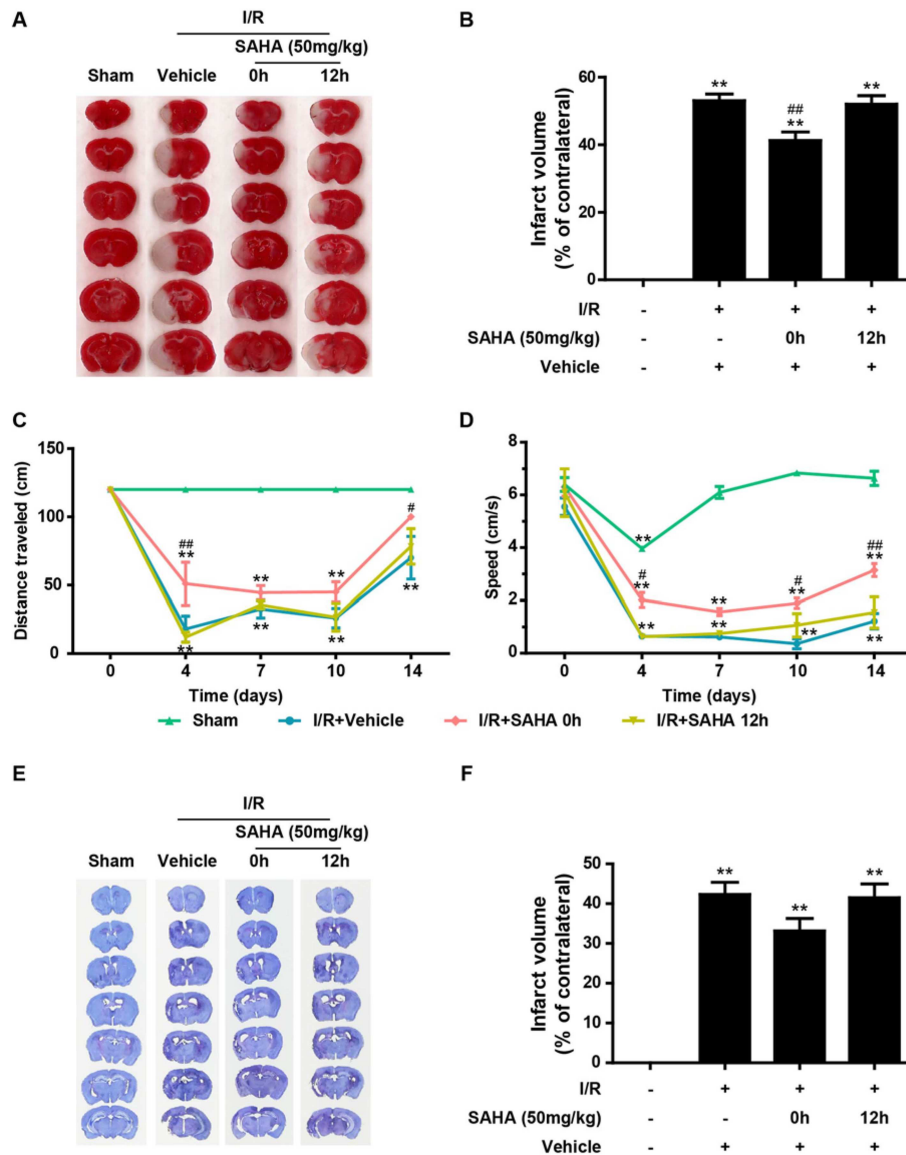 A
I/R
SAHA (50mg/kg)
Sham Vehicle 0h 12h
B
Infarct volume
(% of contralateral)
60
40
20
0
**
##
**
**
I/R - + + +
SAHA (50mg/kg) - - 0h 12h
Vehicle - + + +
C
Distance traveled (cm)
150
100
50
0
##
**
**
**
**
**
**
#
**
0 4 7 10 14
Time (days)
D
Speed (cm/s)
8
6
4
2
0
**
#
**
**
**
**
#
**
**
##
**
**
0 4 7 10 14
Time (days)
Sham I/R+Vehicle I/R+SAHA 0h I/R+SAHA 12h
E
I/R
SAHA (50mg/kg)
Sham Vehicle 0h 12h
F
Infarct volume
(% of contralateral)
50
40
30
20
10
0
**
**
**
I/R - + + +
SAHA (50mg/kg) - - 0h 12h
Vehicle - + + +